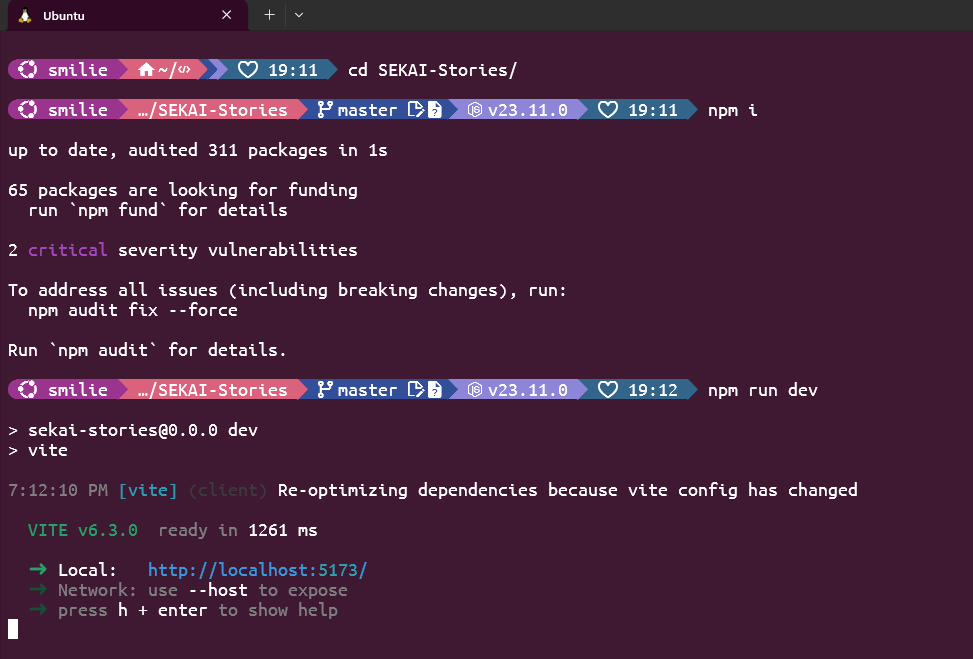 Ubuntu
smilie ~/ 19:11 cd SEKAI-Stories/
smilie …/SEKAI-Stories master ? v23.11.0 19:11 npm i
up to date, audited 311 packages in 1s
65 packages are looking for funding
run `npm fund` for details
2 critical severity vulnerabilities
To address all issues (including breaking changes), run:
npm audit fix --force
Run `npm audit` for details.
smilie …/SEKAI-Stories master ? v23.11.0 19:12 npm run dev
> sekai-stories@0.0.0 dev
> vite
7:12:10 PM [vite] (client) Re-optimizing dependencies because vite config has changed
VITE v6.3.0 ready in 1261 ms
➜ Local: http://localhost:5173/
➜ Network: use --host to expose
➜ press h + enter to show help